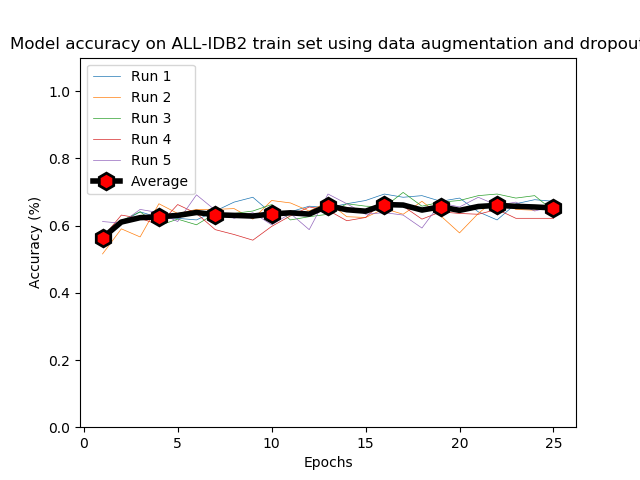 Model accuracy on ALL-IDB2 train set using data augmentation and dropout
Run 1
Run 2
Run 3
Run 4
Run 5
Average
Accuracy (%)
1.0
0.8
0.6
0.4
0.2
0.0
0
5
10
15
20
25
Epochs